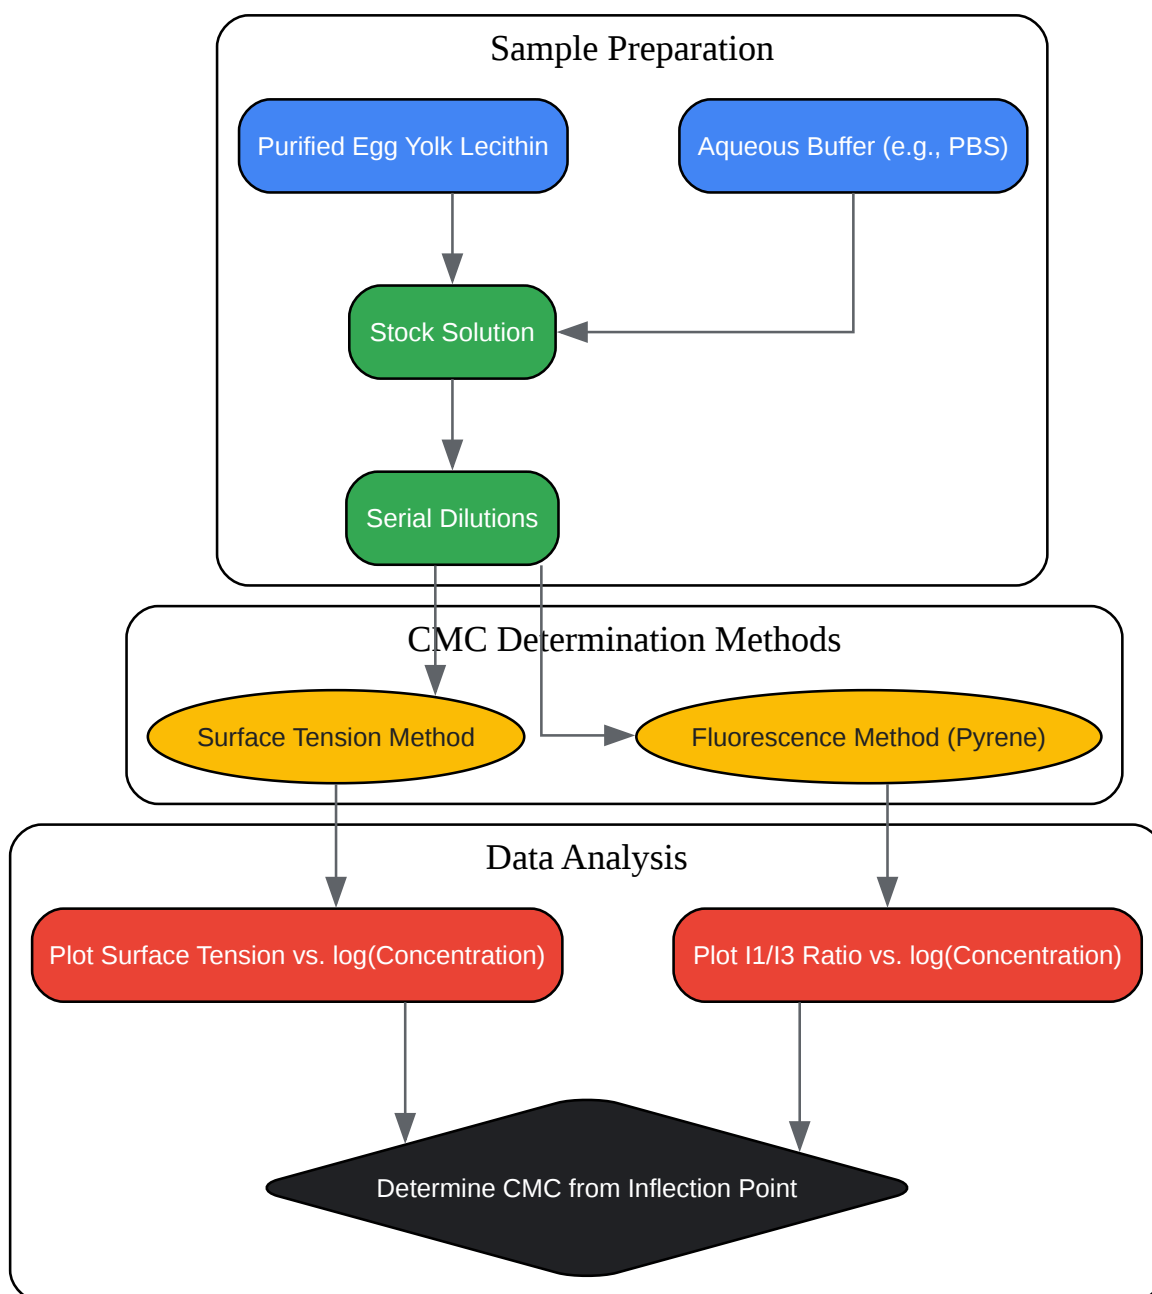 Sample Preparation
Purified Egg Yolk Lecithin
Aqueous Buffer (e.g., PBS)
Stock Solution
Serial Dilutions
CMC Determination Methods
Surface Tension Method
Fluorescence Method (Pyrene)
Data Analysis
Plot Surface Tension vs. log(Concentration)
Plot I1/I3 Ratio vs. log(Concentration)
Determine CMC from Inflection Point